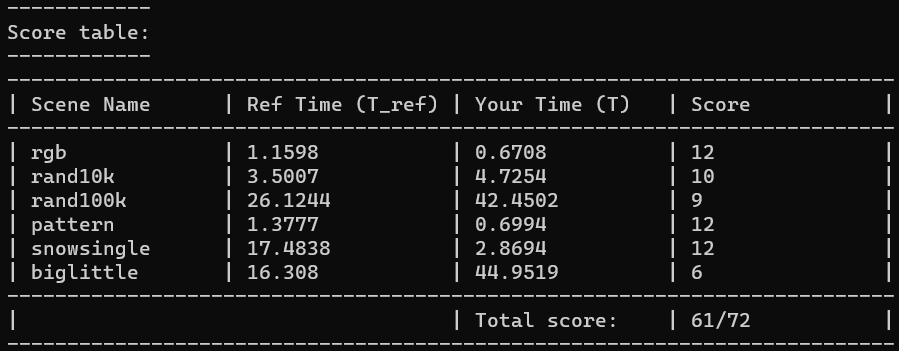 ------------
Score table:
------------
--------------------------------------------------------------------------
| Scene Name      | Ref Time (T_ref) | Your Time (T)   | Score             |
--------------------------------------------------------------------------
| rgb             | 1.1598           | 0.6708          | 12              |
| rand10k         | 3.5007           | 4.7254          | 10              |
| rand100k        | 26.1244          | 42.4502         | 9               |
| pattern         | 1.3777           | 0.6994          | 12              |
| snowsingle      | 17.4838          | 2.8694          | 12              |
| biglittle       | 16.308           | 44.9519         | 6               |
--------------------------------------------------------------------------
|                                    | Total score:    | 61/72           |
--------------------------------------------------------------------------